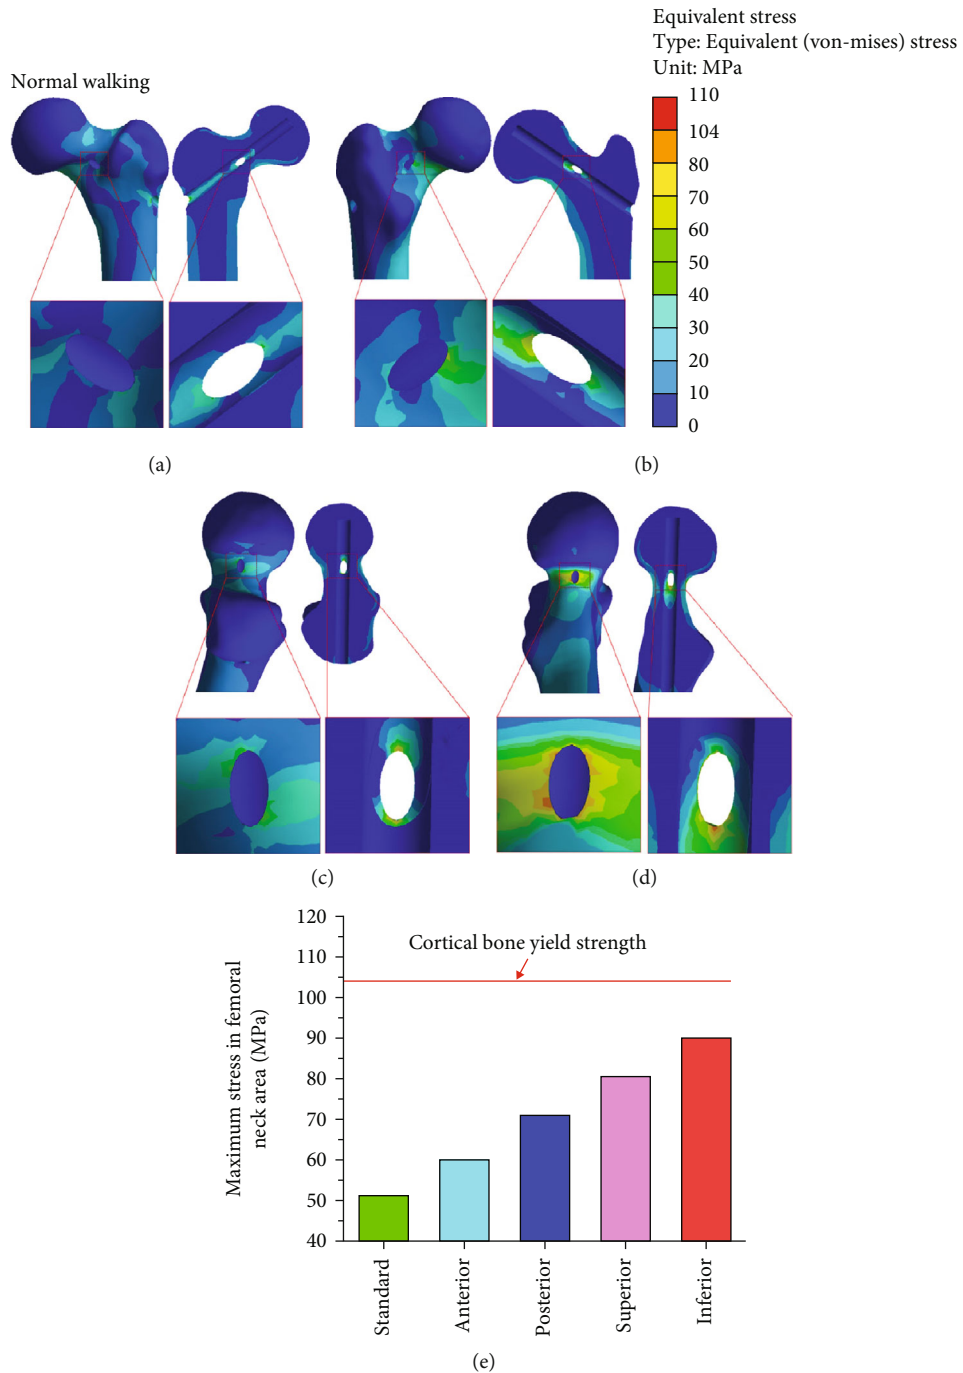 Equivalent stress
Type: Equivalent (von-mises) stress
Unit: MPa
Normal walking
110
104
80
70
60
50
40
30
20
10
0
(a)
(b)
(c)
(d)
120
110
100
90
80
70
60
50
40
Maximum stress in femoral
neck area (MPa)
Cortical bone yield strength
Standard
Anterior
Posterior
Superior
Inferior
(e)